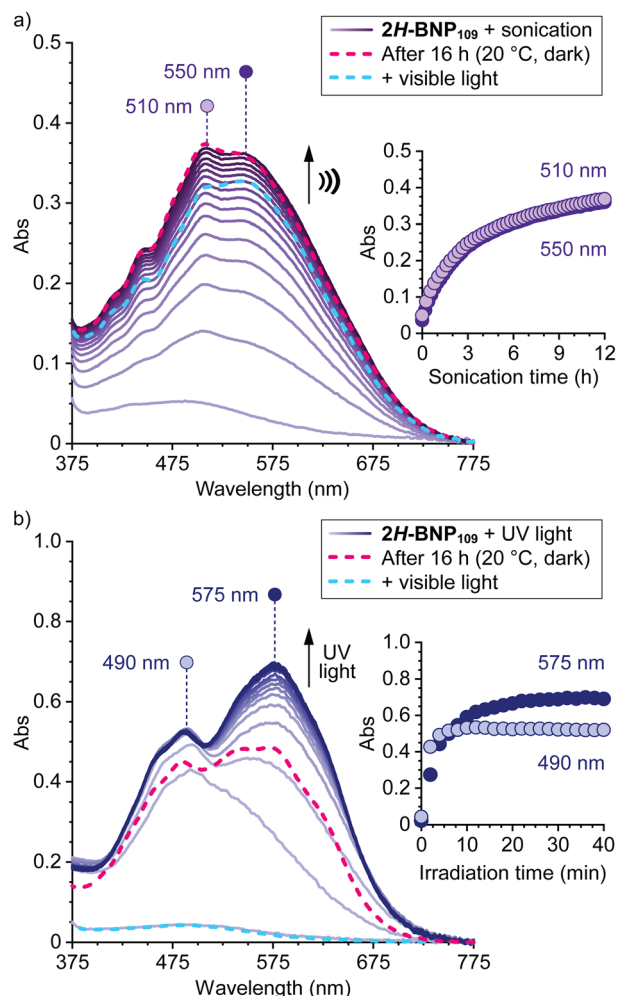 a)
2H-BNP109 + sonication
After 16 h (20 °C, dark)
+ visible light
550 nm
510 nm
0.5
0.4
0.3
0.2
0.1
0
Abs
375
475
575
675
775
Wavelength (nm)
510 nm
550 nm
0.5
0.4
0.3
0.2
0.1
0.0
Abs
0
3
6
9
12
Sonication time (h)
b)
2H-BNP109 + UV light
After 16 h (20 °C, dark)
+ visible light
575 nm
490 nm
UV
light
1.0
0.8
0.6
0.4
0.2
0
Abs
375
475
575
675
775
Wavelength (nm)
575 nm
490 nm
1.0
0.8
0.6
0.4
0.2
0.0
Abs
0
10
20
30
40
Irradiation time (min)